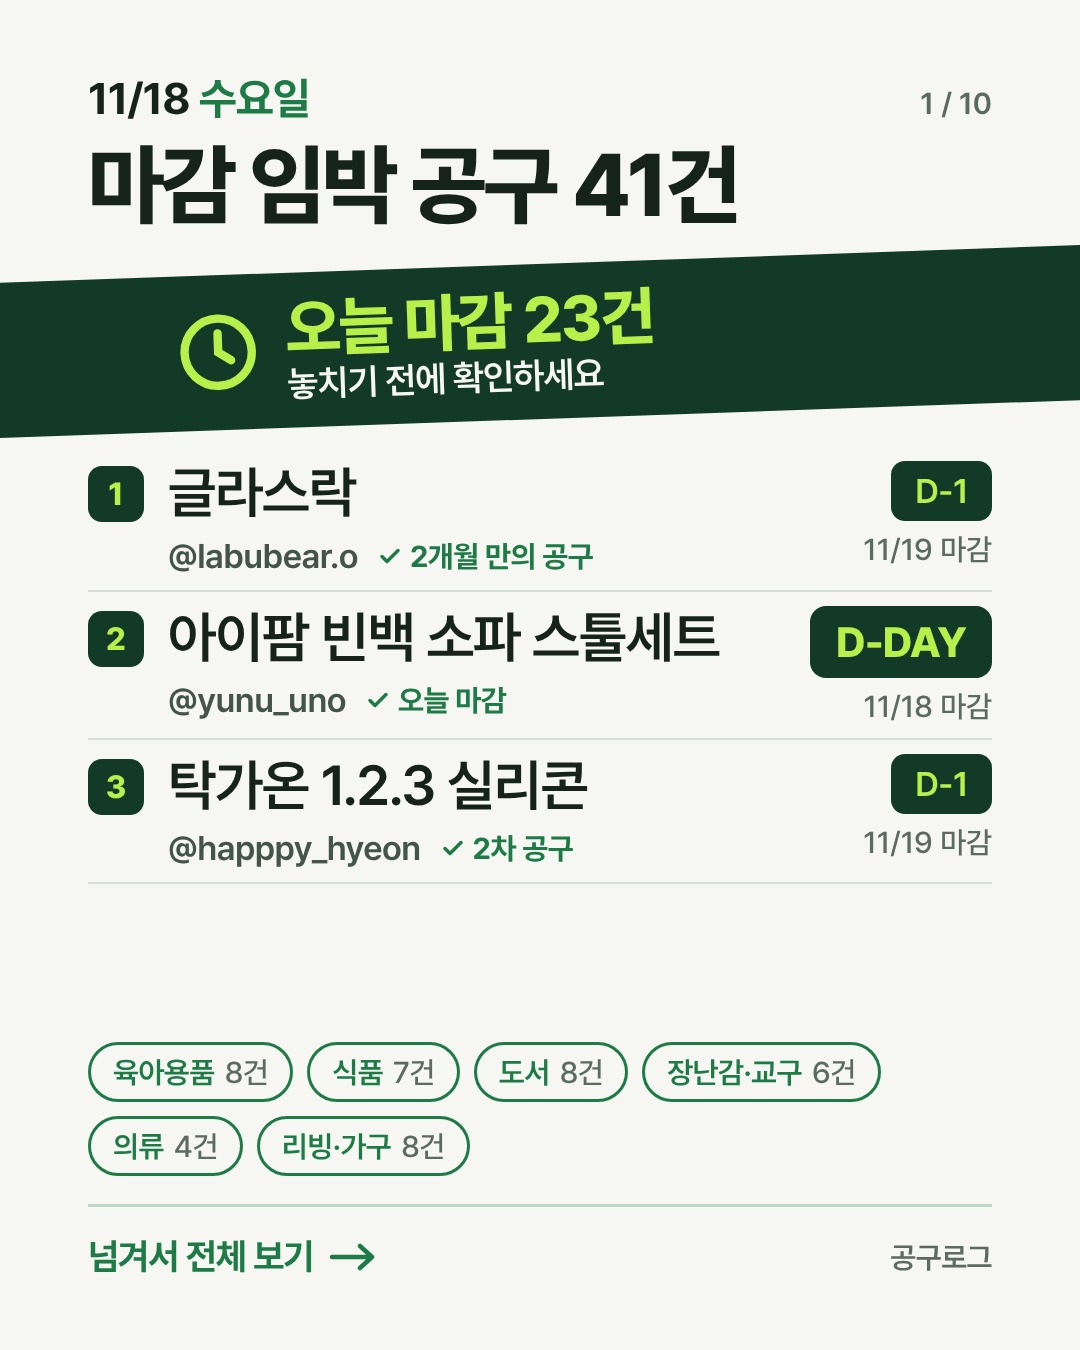 11/18 수요일
1 / 10
마감 임박 공구 41건
오늘 마감 23건
놓치기 전에 확인하세요
1 글라스락 D-1
@labubear.o ✓ 2개월 만의 공구 11/19 마감
2 아이팜 빈백 소파 스툴세트 D-DAY
@yunu_uno ✓ 오늘 마감 11/18 마감
3 탁가온 1.2.3 실리콘 D-1
@happpy_hyeon ✓ 2차 공구 11/19 마감
육아용품 8건 식품 7건 도서 8건 장난감·교구 6건
의류 4건 리빙·가구 8건
넘겨서 전체 보기 → 공구로그